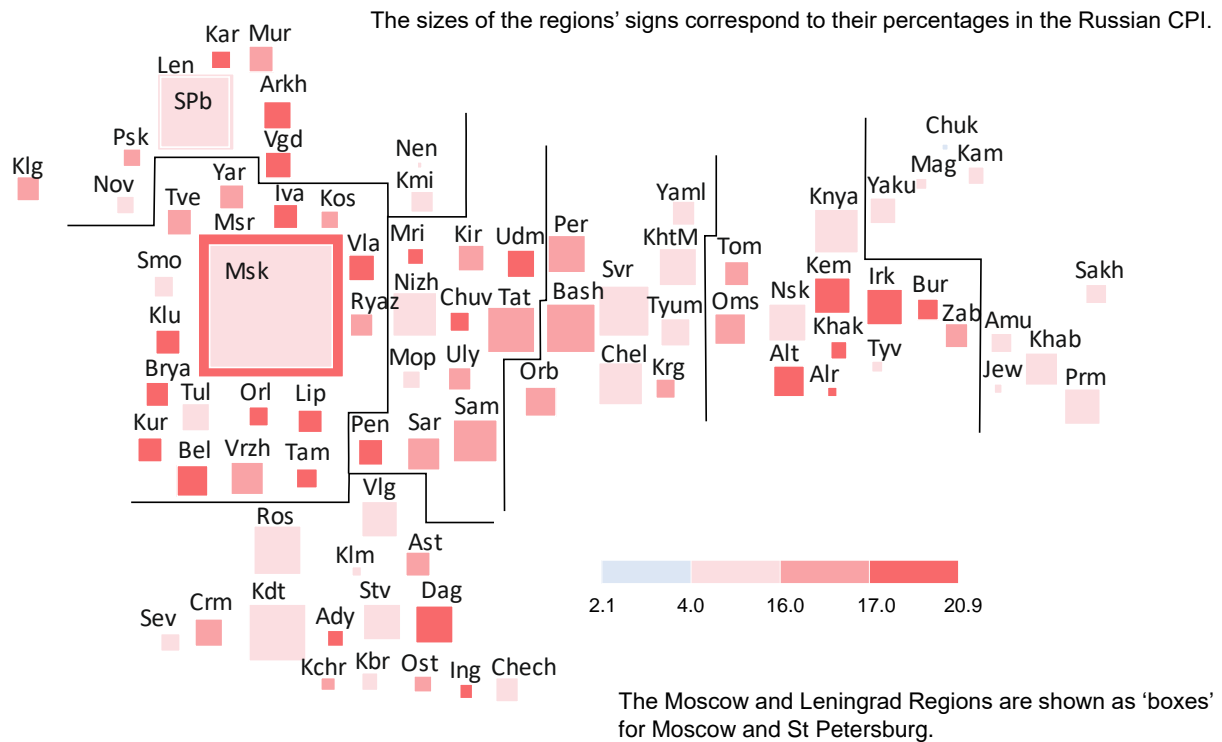 The sizes of the regions’ signs correspond to their percentages in the Russian CPI.
Kar Mur
Len
SPb
Arkh
Psk
Vgd
Klg
Nov
Nen
Kmi
Chuk
Mag Kam
Yar
Tve
Iva Kos
Msr
Yaml
Knya Yaku
Msk
Vla
Smo
Mri Kir Udm Per
KhtM Tom
Nizh
Svr
Kem Irk Bur
Sakh
Klu
Ryaz
Chuv Tat Bash
Tyum Oms Nsk
Khak
Zab
Amu Khab
Brya
Tul Orl Lip
Mop Uly
Orb
Chel Krg
Alt Alr Tyv
Jew Prm
Kur
Bel Vrzh Tam
Pen Sar Sam
Vlg
Ros
Klm Ast
Sev Crm Kdt
Ady Stv Dag
Kchr Kbr Ost Ing Chech
2.1 4.0 16.0 17.0 20.9
The Moscow and Leningrad Regions are shown as ‘boxes’
for Moscow and St Petersburg.